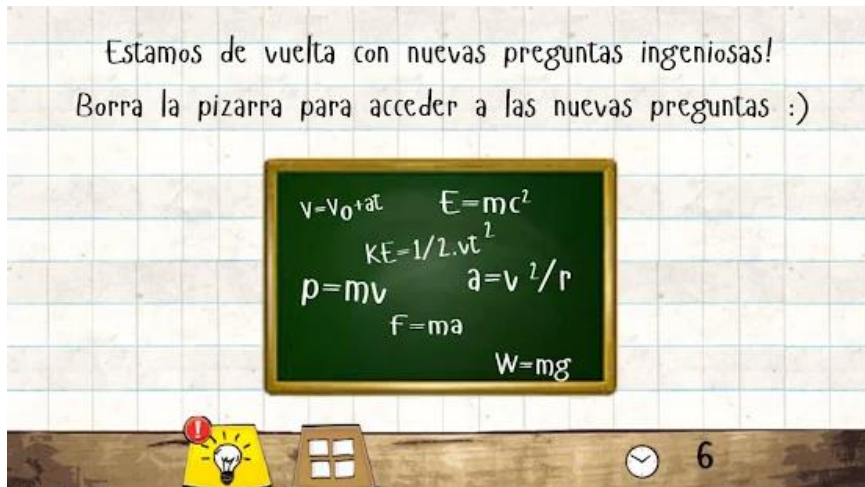 Estamos de vuelta con nuevas preguntas ingeniosas!
Borra la pizarra para acceder a las nuevas preguntas :)
V=V₀+at
E=mc²
KE=1/2.vt²
p=mv
a=v²/r
F=ma
W=mg
!
6